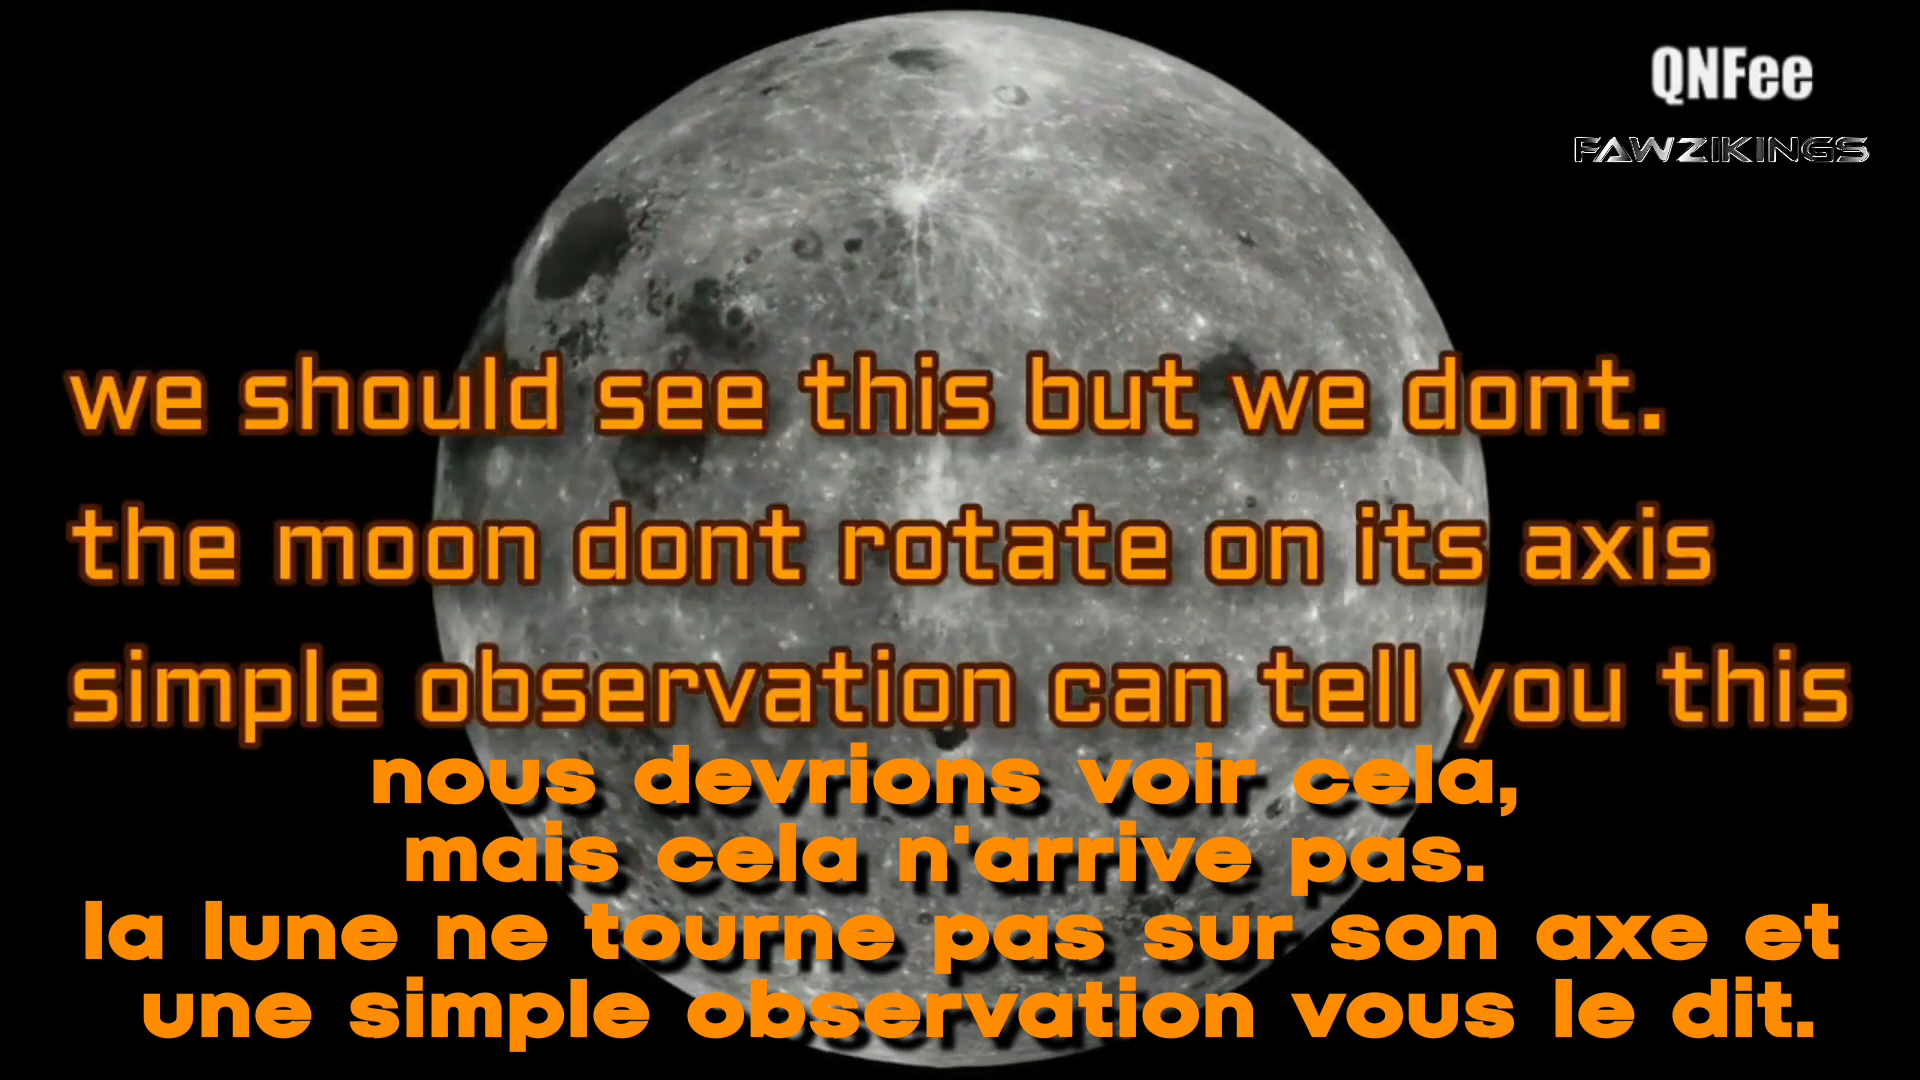 QNFee
FAWZIKINGS
we should see this but we dont.
the moon dont rotate on its axis
simple observation can tell you this
nous devrions voir cela,
mais cela n'arrive pas.
la lune ne tourne pas sur son axe et
une simple observation vous le dit.